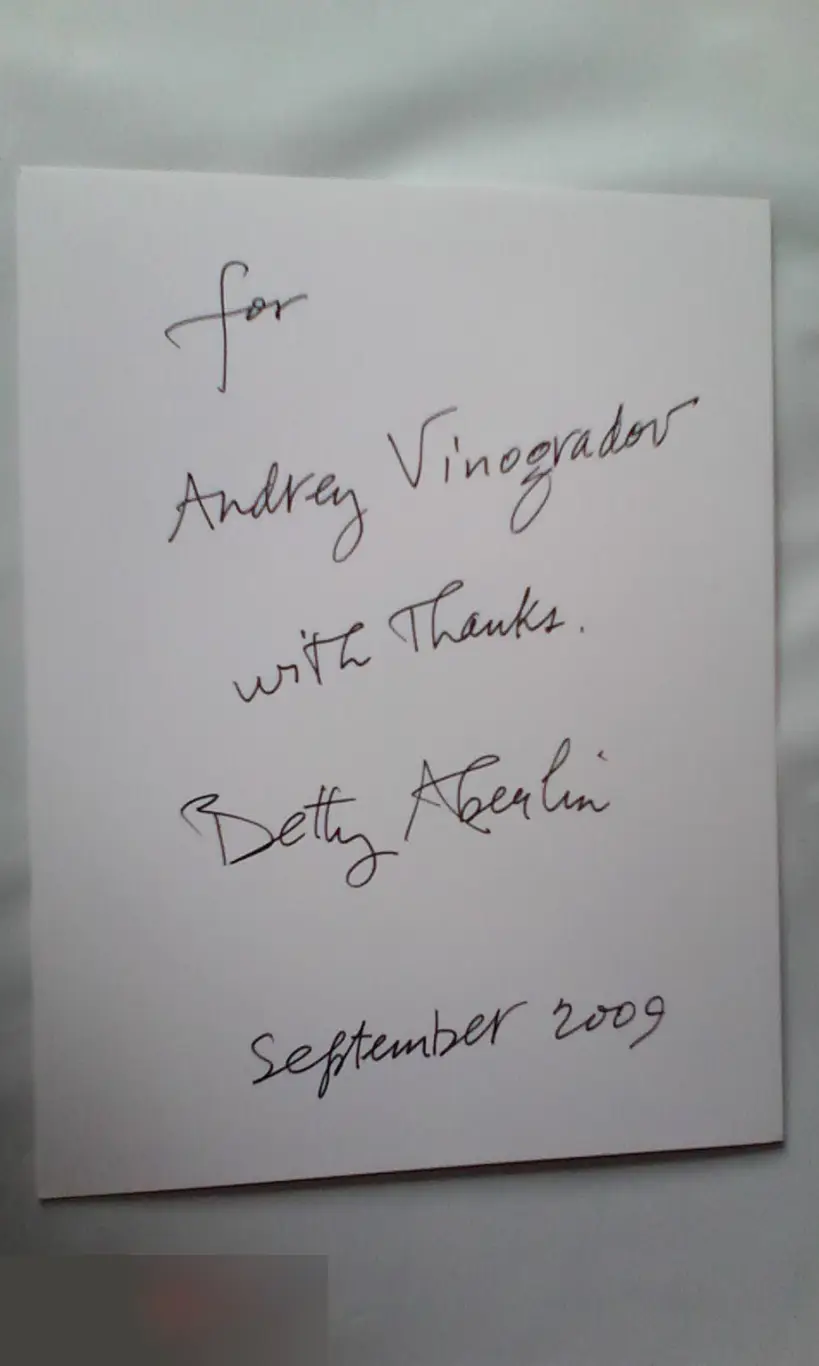 for
Andrey Vinogradov
with Thanks.
Betty Aberlin
September 2009